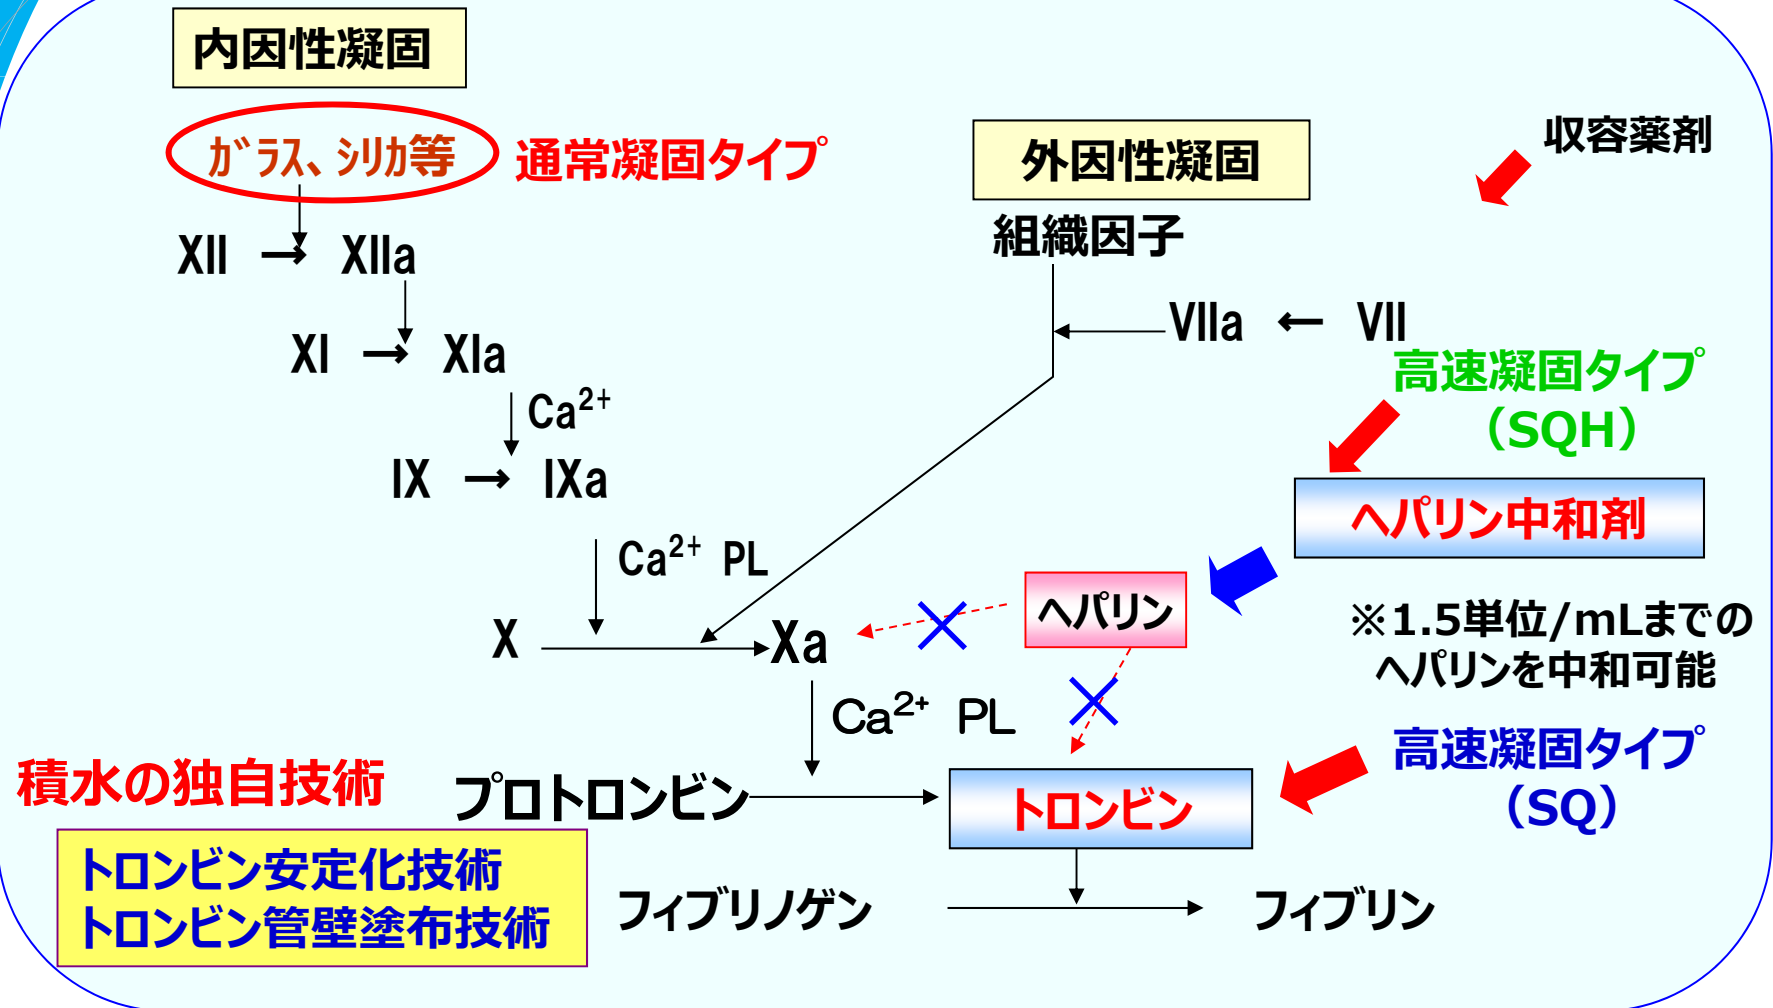 内因性凝固
ガラス、シリカ等
通常凝固タイプ
外因性凝固
収容薬剤
組織因子
XII → XIIa
VIIa ← VII
XI → XIa
高速凝固タイプ
（SQH）
Ca²⁺
IX → IXa
ヘパリン中和剤
Ca²⁺ PL
ヘパリン
※1.5単位/mLまでの
ヘパリンを中和可能
X
Xa
Ca²⁺ PL
高速凝固タイプ
（SQ）
積水の独自技術
プロトロンビン
トロンビン
トロンビン安定化技術
トロンビン管壁塗布技術
フィブリノゲン
フィブリン